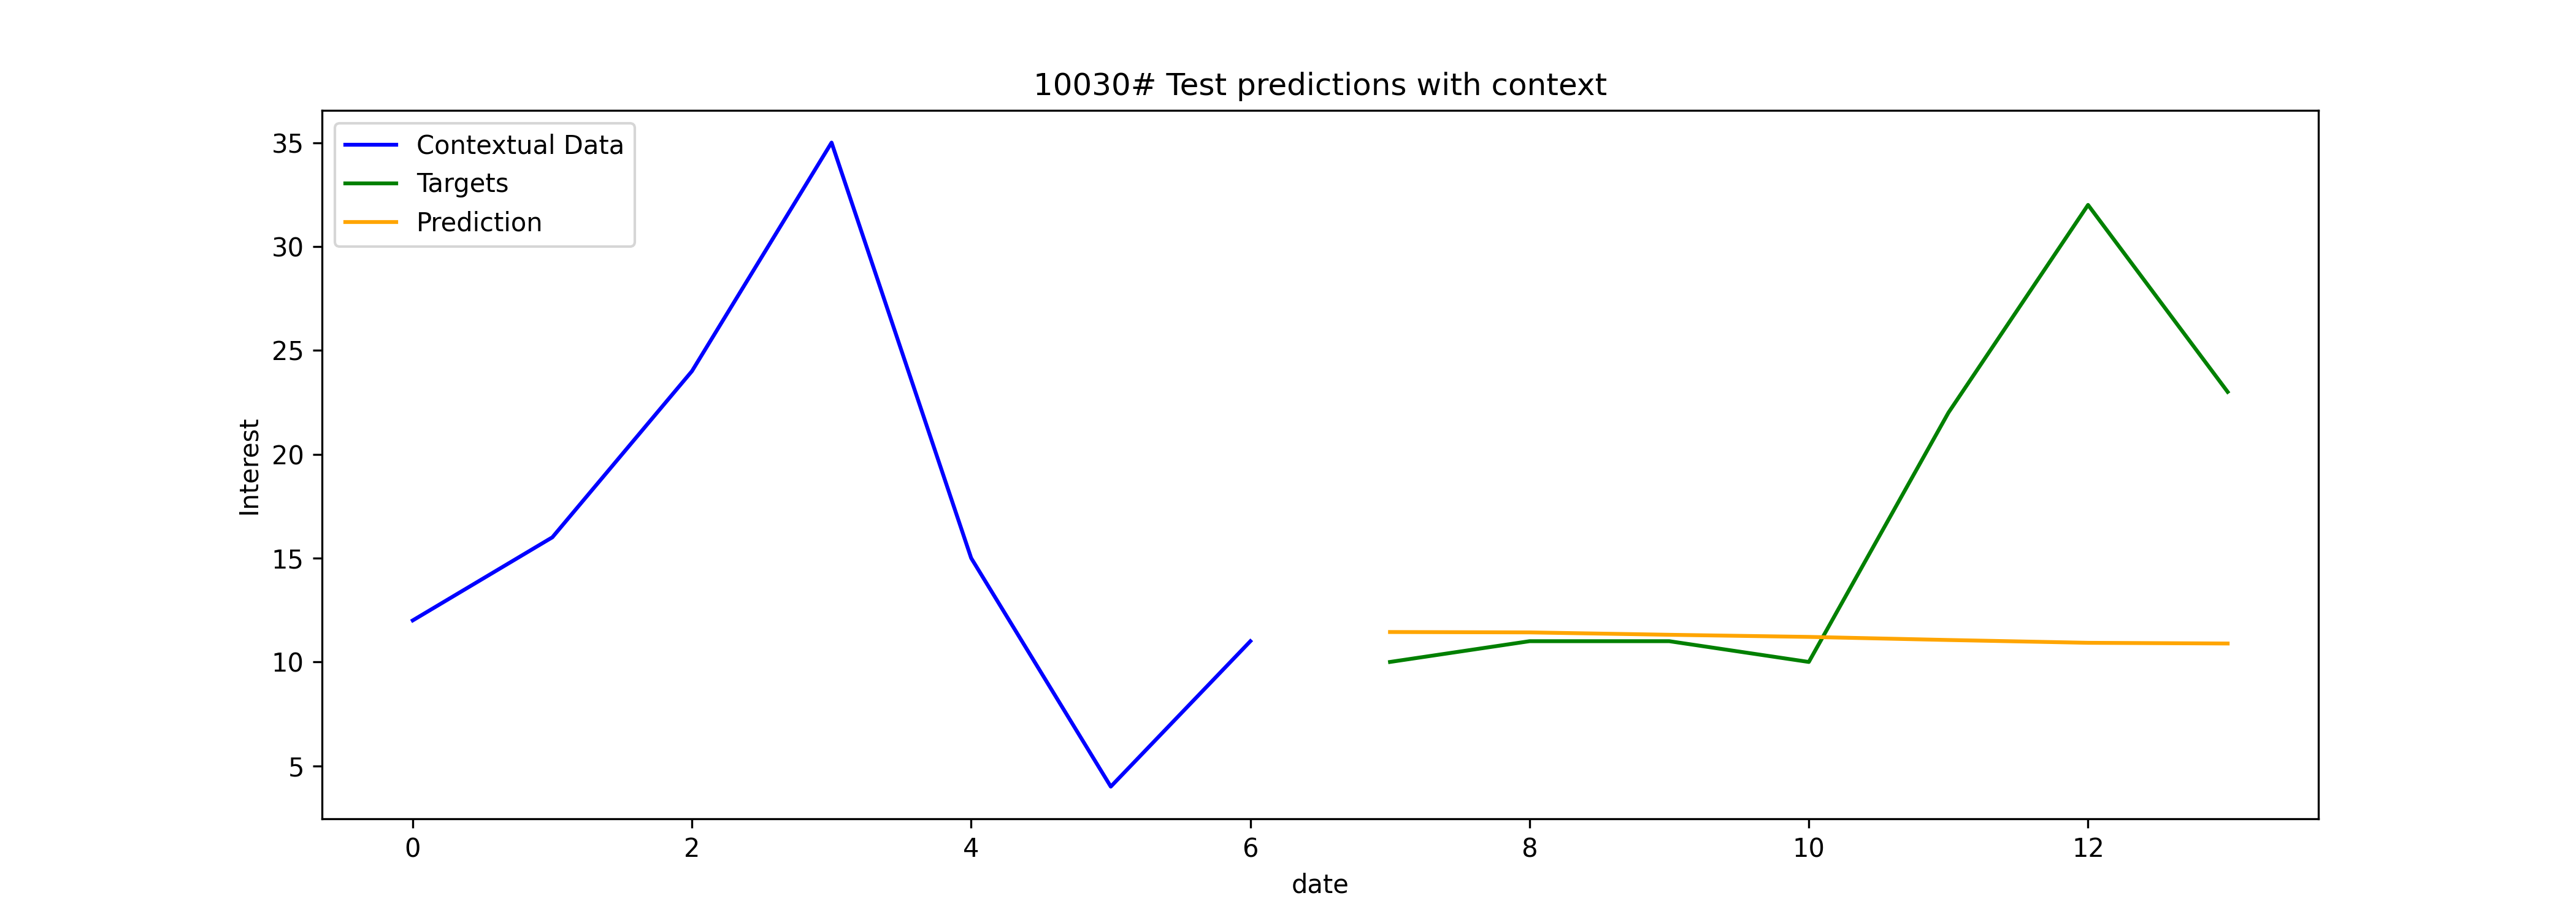 10030# Test predictions with context
Contextual Data
Targets
Prediction
35
30
25
20
15
10
5
Interest
0 2 4 6 8 10 12
date